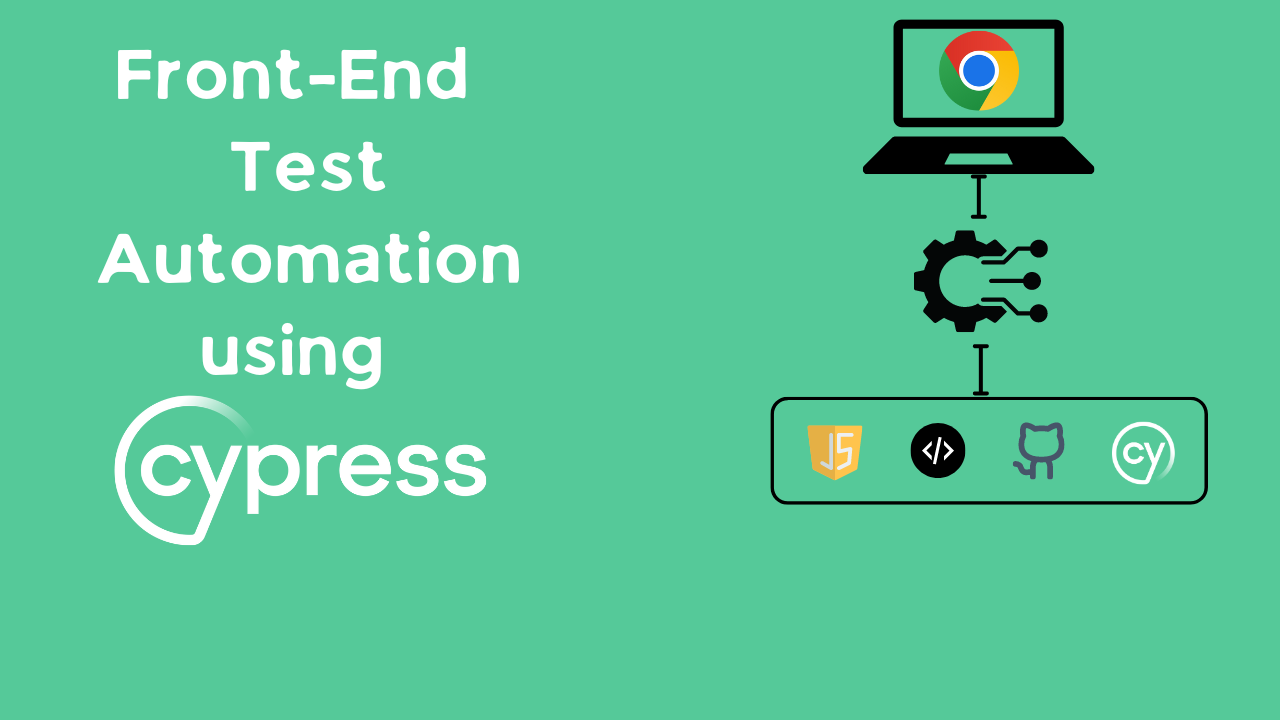 Front-End
Test
Automation
using
cypress
JS
</>
cy